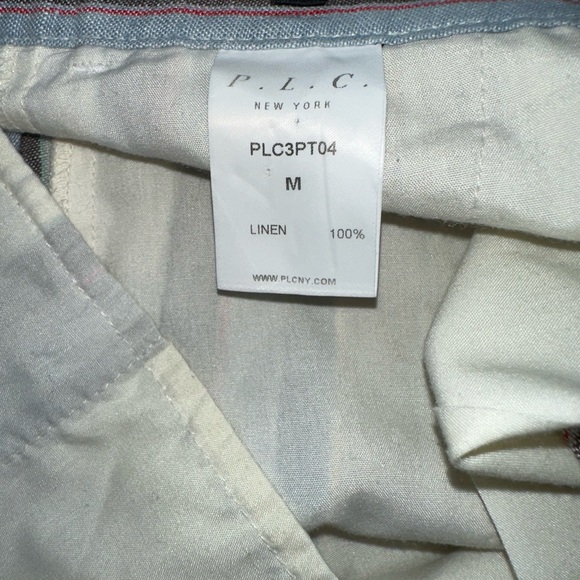 P. L. C.
NEW YORK
PLC3PT04
M
LINEN 100%
WWW.PLCNY.COM